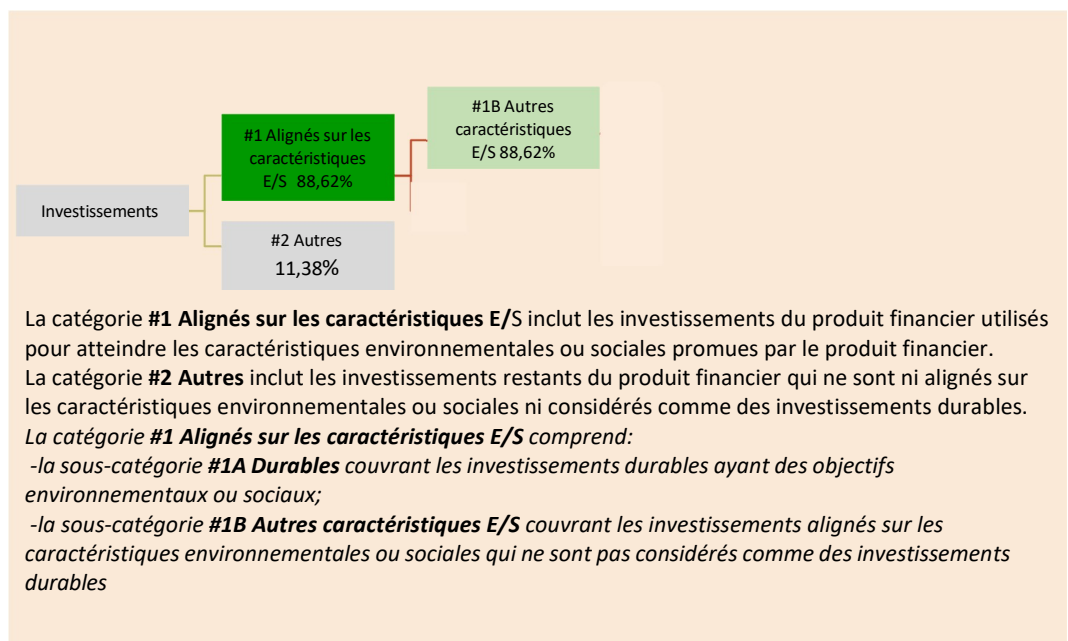 #1B Autres
caractéristiques
E/S 88,62%
#1 Alignés sur les
caractéristiques
E/S 88,62%
Investissements
#2 Autres
11,38%
La catégorie #1 Alignés sur les caractéristiques E/S inclut les investissements du produit financier utilisés
pour atteindre les caractéristiques environnementales ou sociales promues par le produit financier.
La catégorie #2 Autres inclut les investissements restants du produit financier qui ne sont ni alignés sur
les caractéristiques environnementales ou sociales ni considérés comme des investissements durables.
La catégorie #1 Alignés sur les caractéristiques E/S comprend:
-la sous-catégorie #1A Durables couvrant les investissements durables ayant des objectifs
environnementaux ou sociaux;
-la sous-catégorie #1B Autres caractéristiques E/S couvrant les investissements alignés sur les
caractéristiques environnementales ou sociales qui ne sont pas considérés comme des investissements
durables